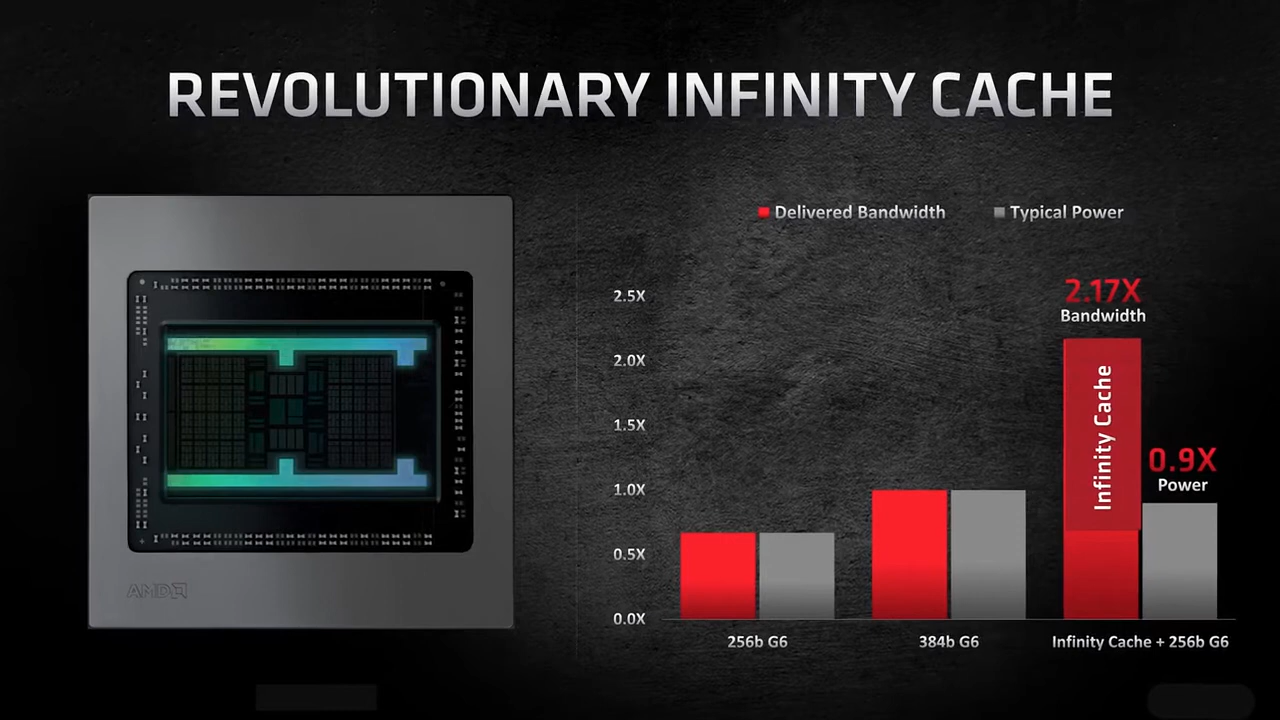 REVOLUTIONARY INFINITY CACHE
AMD
Delivered Bandwidth
Typical Power
2.5X
2.0X
1.5X
1.0X
0.5X
0.0X
2.17X
Bandwidth
Infinity Cache
0.9X
Power
256b G6
384b G6
Infinity Cache + 256b G6